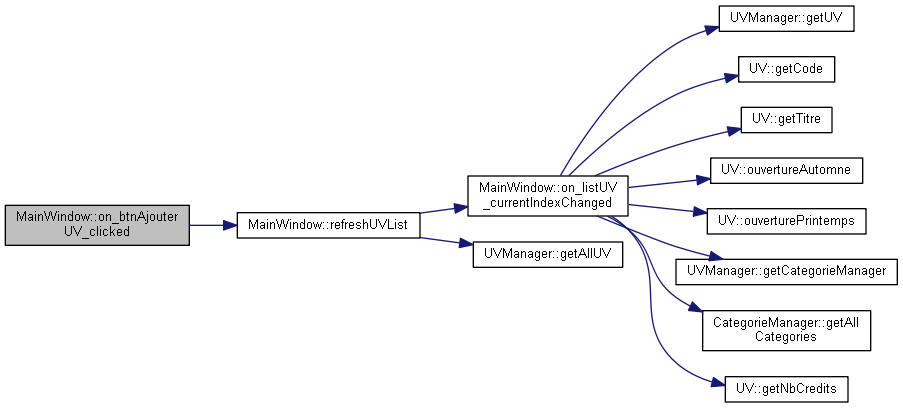 MainWindow::on_btnAjouter
UV_clicked
MainWindow::refreshUVList
MainWindow::on_listUV
_currentIndexChanged
UVManager::getAllUV
UVManager::getUV
UV::getCode
UV::getTitre
UV::ouvertureAutomne
UV::ouverturePrintemps
UVManager::getCategorieManager
CategorieManager::getAll
Categories
UV::getNbCredits